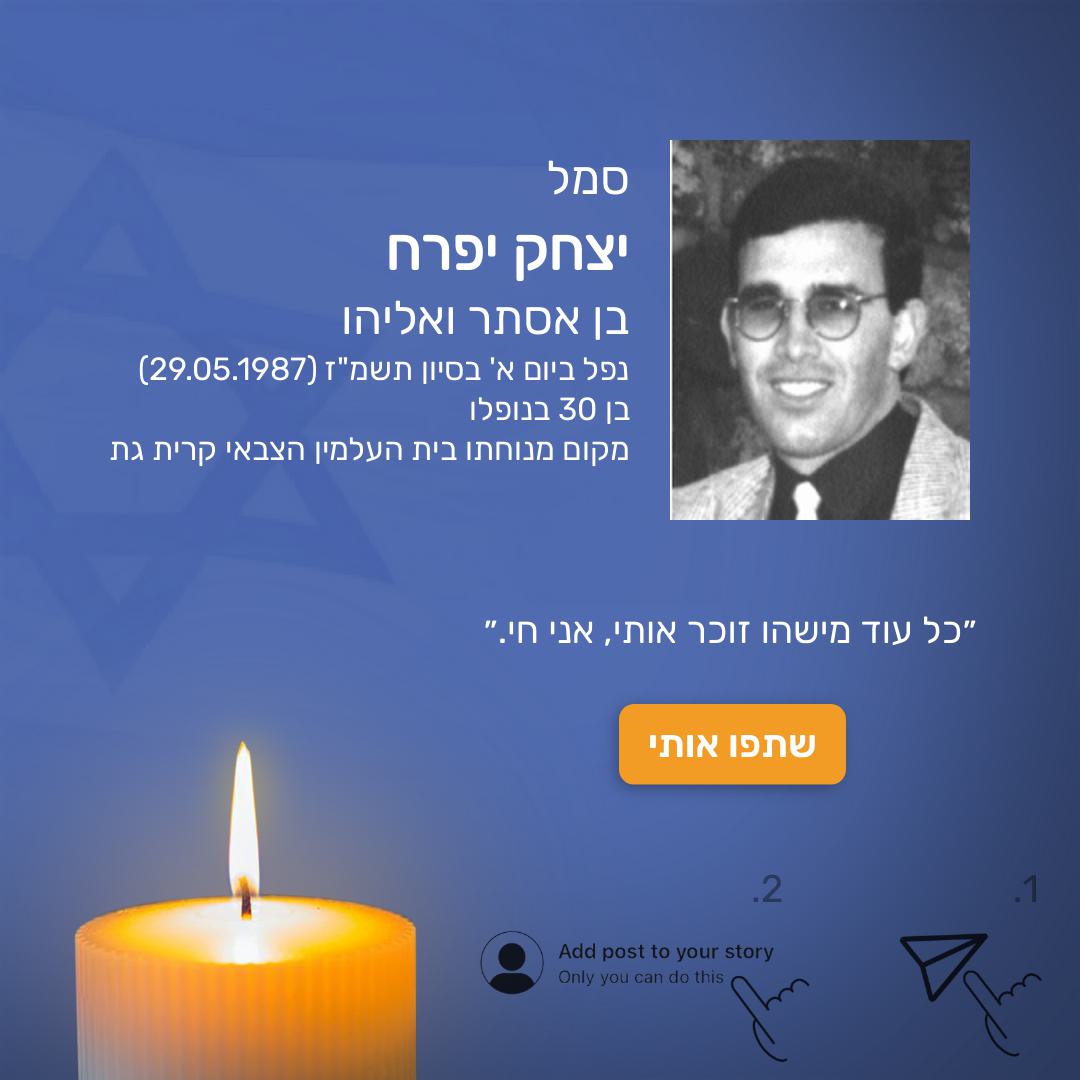 סמל
יצחק יפרח
בן אסתר ואליהו
נפל ביום א' בסיון תשמ"ז (29.05.1987)
בן 30 בנופלו
מקום מנוחתו בית העלמין הצבאי קרית גת
״כל עוד מישהו זוכר אותי, אני חי.״
שתפו אותי
1.
2.
Add post to your story
Only you can do this